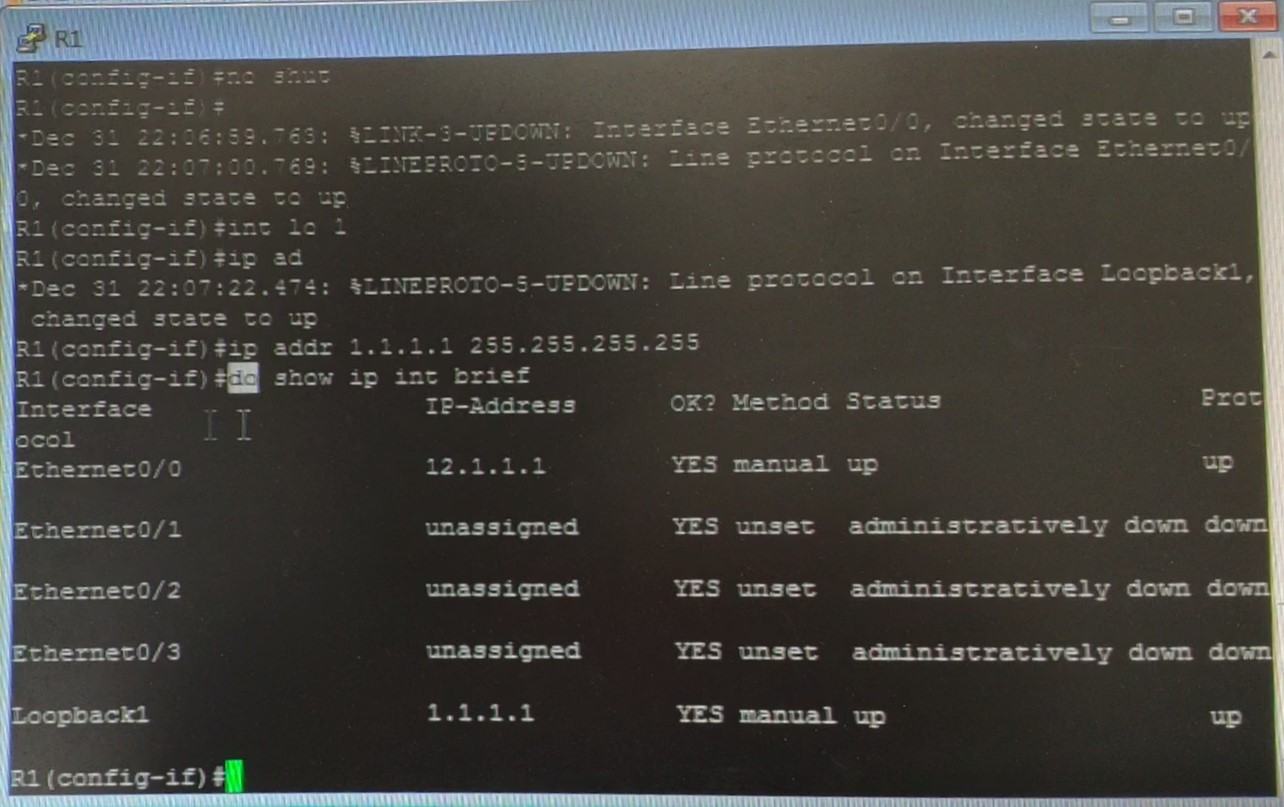 R1
R1(config-if)#no shut
R1(config-if)#
*Dec 31 22:06:59.763: %LINK-3-UPDOWN: Interface Ethernet0/0, changed state to up
*Dec 31 22:07:00.769: %LINEPROTO-5-UPDOWN: Line protocol on Interface Ethernet0/
0, changed state to up
R1(config-if)#int lo 1
R1(config-if)#ip ad
*Dec 31 22:07:22.474: %LINEPROTO-5-UPDOWN: Line protocol on Interface Loopback1,
 changed state to up
R1(config-if)#ip addr 1.1.1.1 255.255.255.255
R1(config-if)#do show ip int brief
Interface IP-Address OK? Method Status Prot
ocol
Ethernet0/0 12.1.1.1 YES manual up up
Ethernet0/1 unassigned YES unset administratively down down
Ethernet0/2 unassigned YES unset administratively down down
Ethernet0/3 unassigned YES unset administratively down down
Loopback1 1.1.1.1 YES manual up up
R1(config-if)#